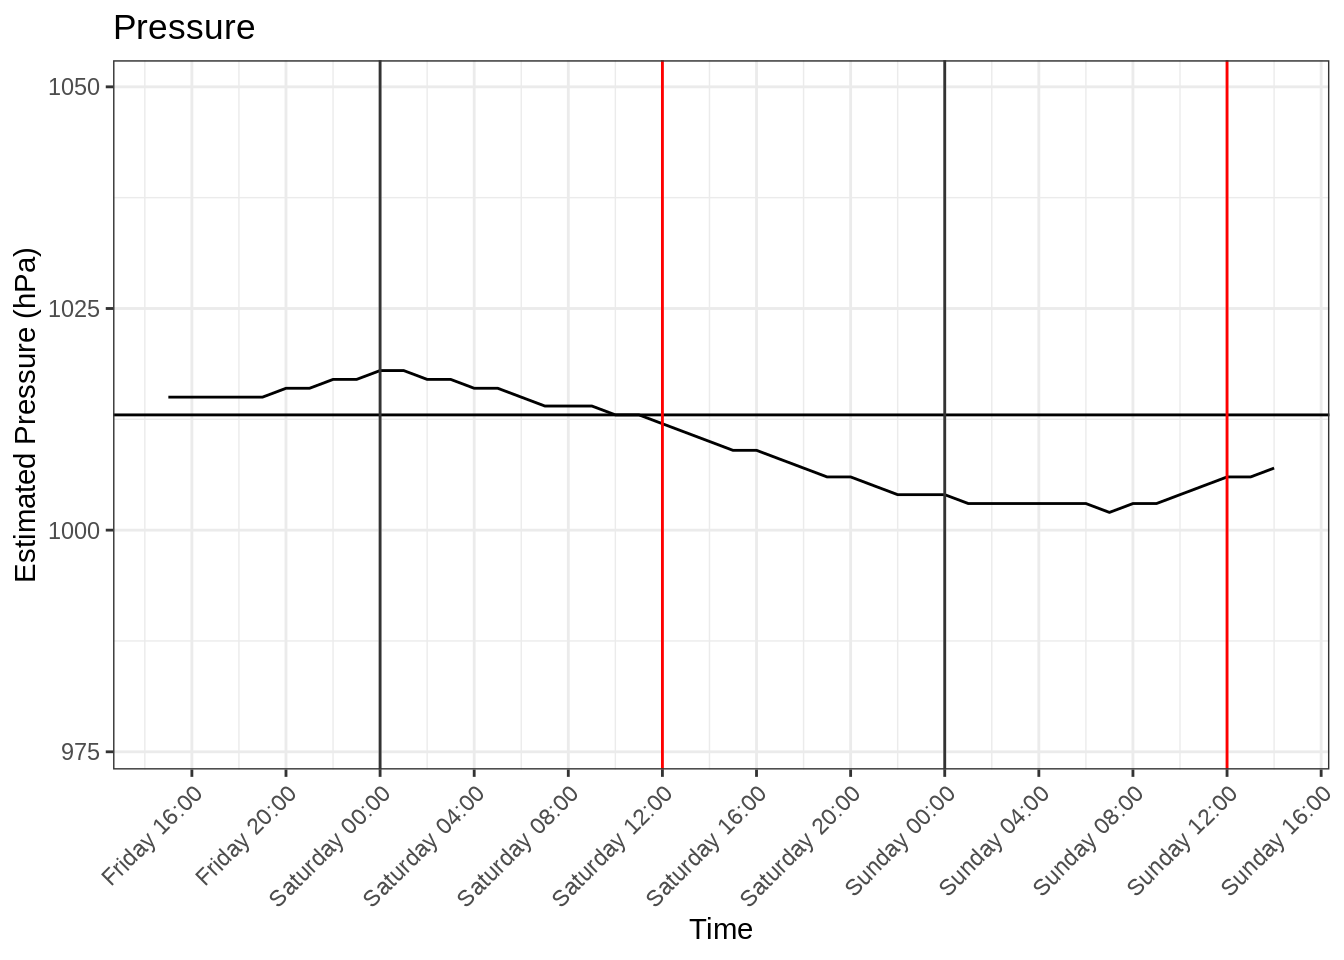 Pressure
Estimated Pressure (hPa)
1050
1025
1000
975
Friday 16:00
Friday 20:00
Saturday 00:00
Saturday 04:00
Saturday 08:00
Saturday 12:00
Saturday 16:00
Saturday 20:00
Sunday 00:00
Sunday 04:00
Sunday 08:00
Sunday 12:00
Sunday 16:00
Time